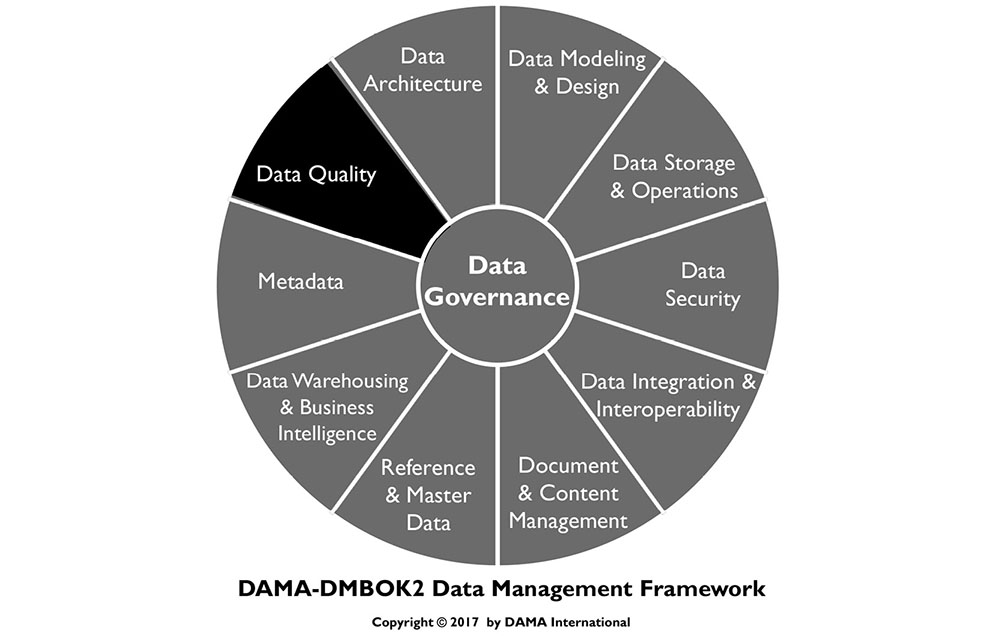 Data
Architecture
Data Modeling
& Design
Data Storage
& Operations
Data
Security
Data Integration &
Interoperability
Document
& Content
Management
Reference
& Master
Data
Data Warehousing
& Business
Intelligence
Metadata
Data Quality
Data
Governance
DAMA-DMBOK2 Data Management Framework
Copyright © 2017 by DAMA International